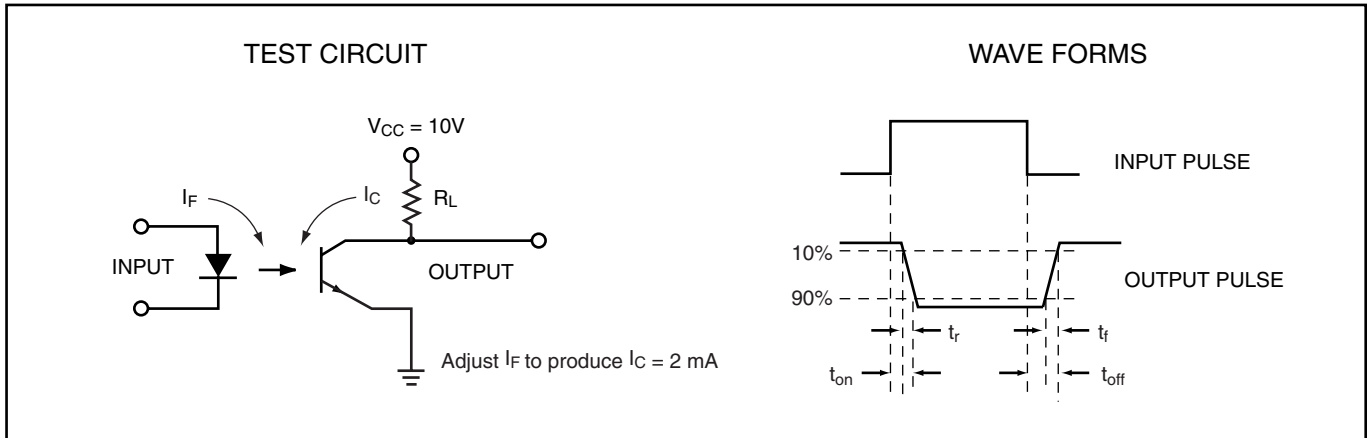 TEST CIRCUIT
VCC = 10V
IF
IC
RL
INPUT
OUTPUT
Adjust IF to produce IC = 2 mA
WAVE FORMS
INPUT PULSE
10%
OUTPUT PULSE
90%
tr
tf
ton
toff